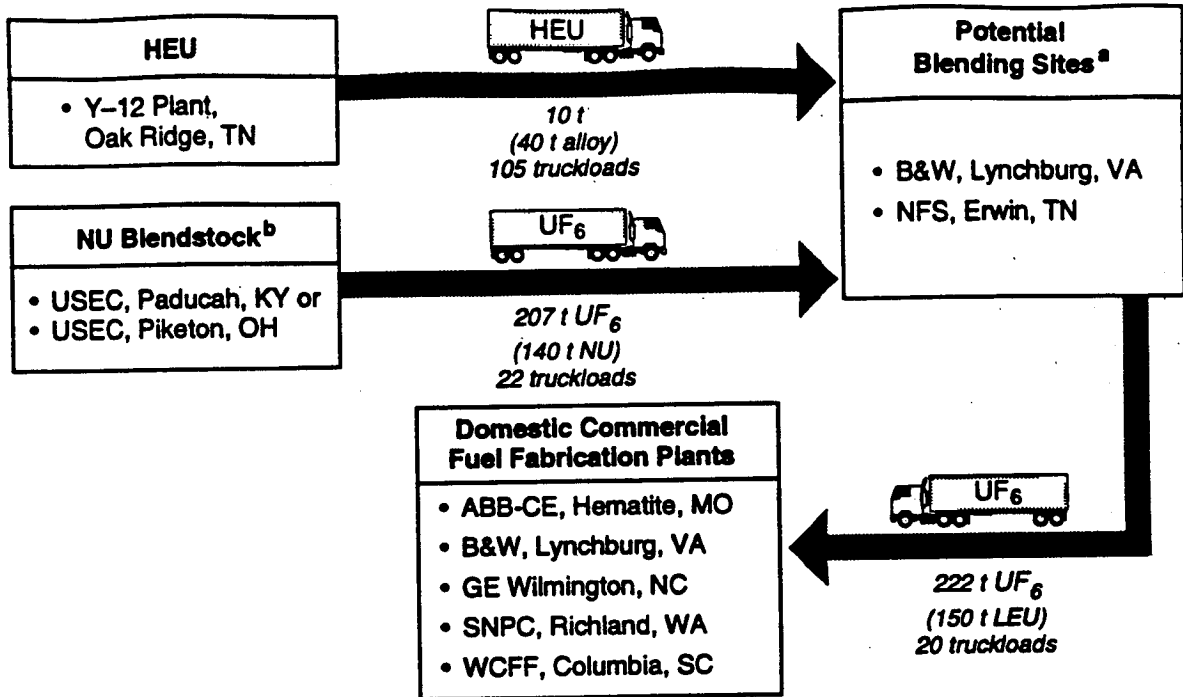 HEU
• Y–12 Plant,
Oak Ridge, TN
HEU
10 t
(40 t alloy)
105 truckloads
Potential
Blending Sitesᵃ
• B&W, Lynchburg, VA
• NFS, Erwin, TN
NU Blendstockᵇ
• USEC, Paducah, KY or
• USEC, Piketon, OH
UF₆
207 t UF₆
(140 t NU)
22 truckloads
Domestic Commercial
Fuel Fabrication Plants
• ABB-CE, Hematite, MO
• B&W, Lynchburg, VA
• GE Wilmington, NC
• SNPC, Richland, WA
• WCFF, Columbia, SC
UF₆
222 t UF₆
(150 t LEU)
20 truckloads